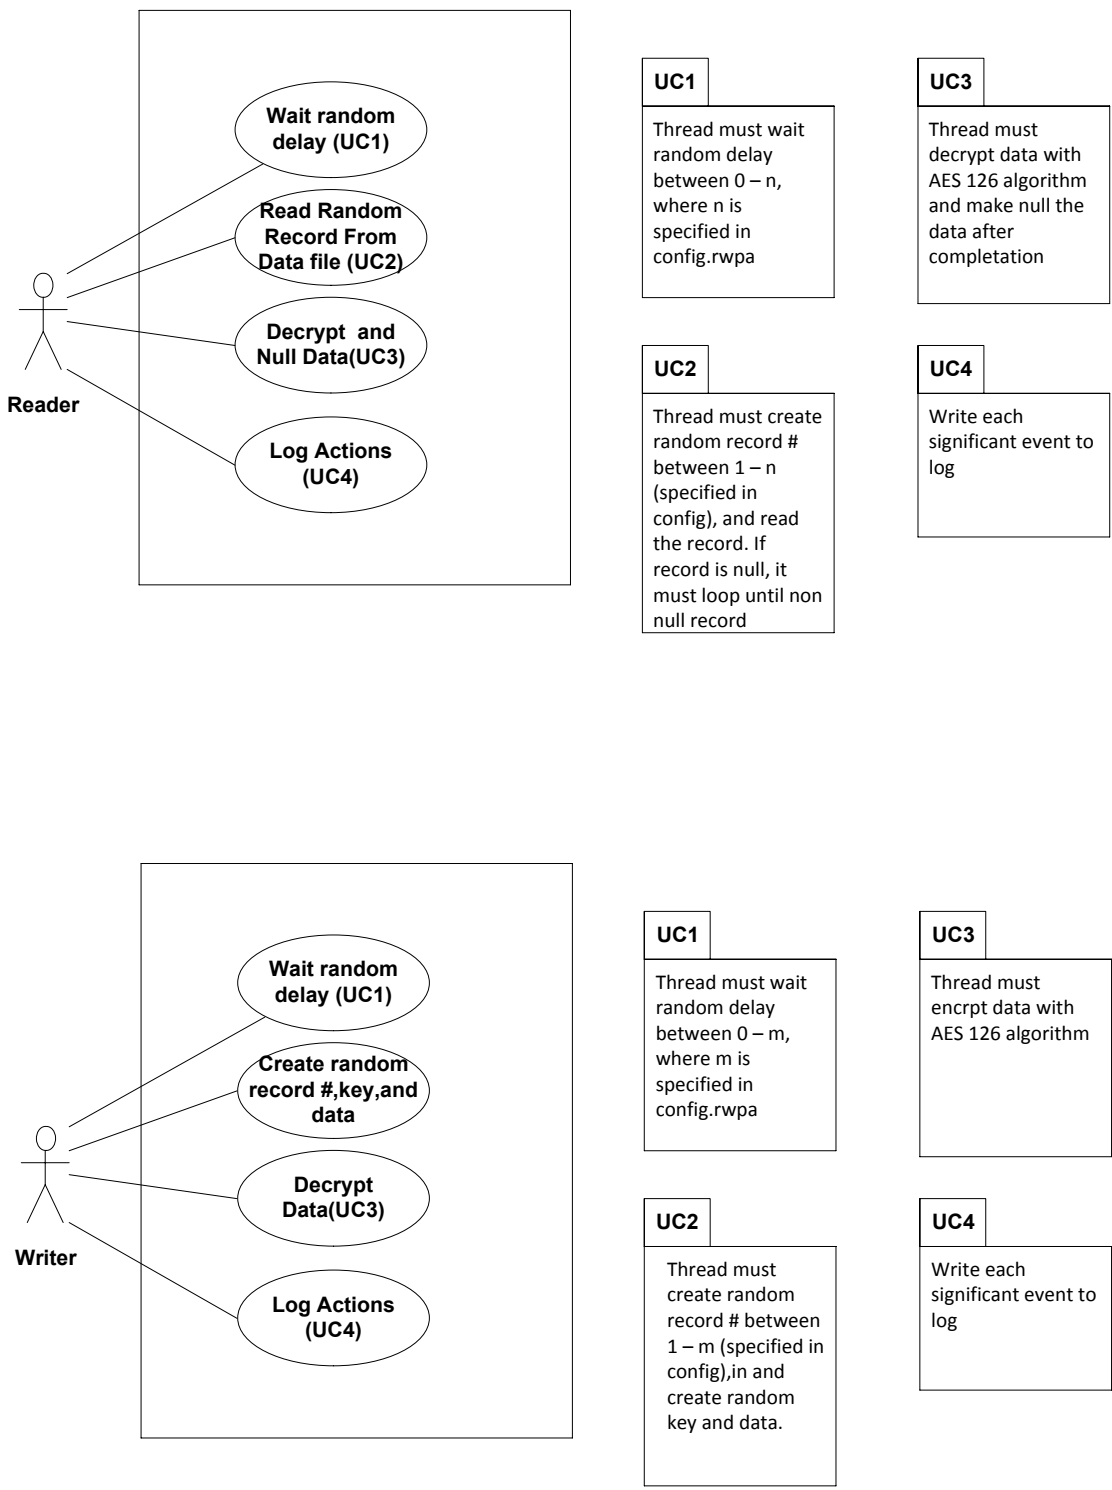 Wait random
delay (UC1)
Read Random
Record From
Data file (UC2)
Decrypt and
Null Data(UC3)
Log Actions
(UC4)
Reader
UC1
Thread must wait
random delay
between 0 – n,
where n is
specified in
config.rwpa
UC3
Thread must
decrypt data with
AES 126 algorithm
and make null the
data after
completation
UC2
Thread must create
random record #
between 1 – n
(specified in
config), and read
the record. If
record is null, it
must loop until non
null record
UC4
Write each
significant event to
log
Wait random
delay (UC1)
Create random
record #,key,and
data
Decrypt
Data(UC3)
Log Actions
(UC4)
Writer
UC1
Thread must wait
random delay
between 0 – m,
where m is
specified in
config.rwpa
UC3
Thread must
encrpt data with
AES 126 algorithm
UC2
Thread must
create random
record # between
1 – m (specified in
config),in and
create random
key and data.
UC4
Write each
significant event to
log